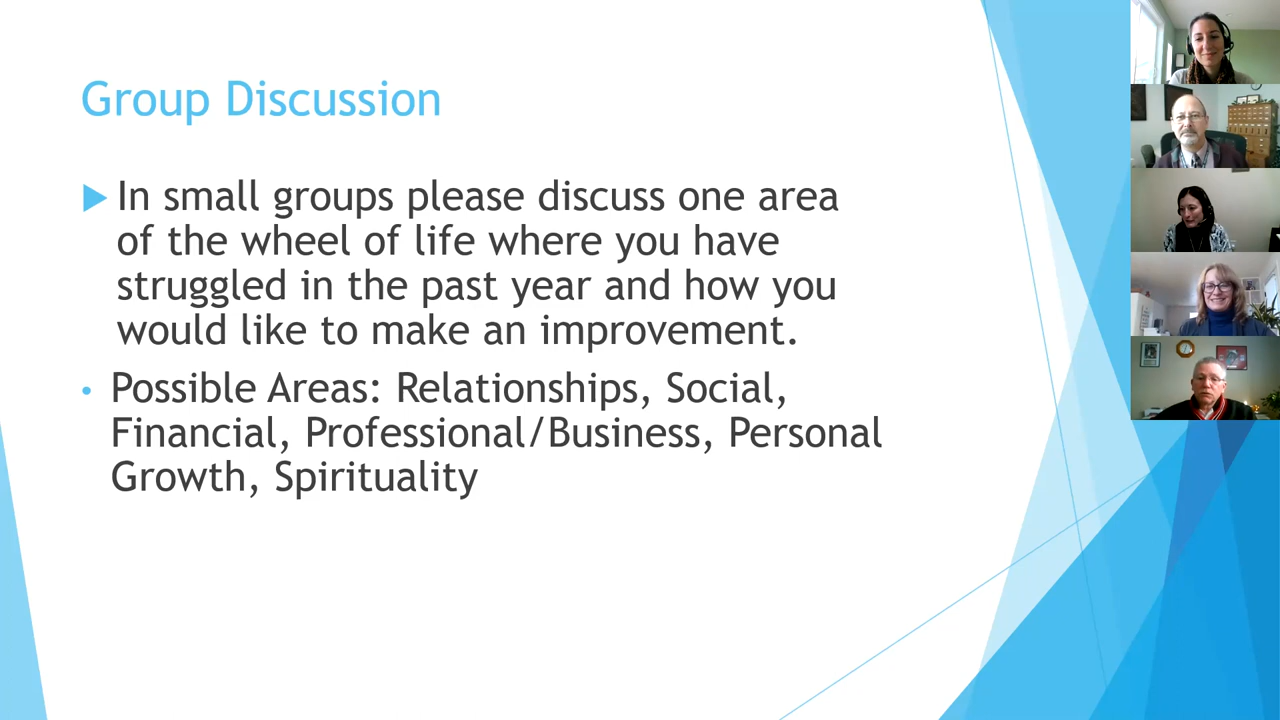 Group Discussion
In small groups please discuss one area
of the wheel of life where you have
struggled in the past year and how you
would like to make an improvement.
Possible Areas: Relationships, Social,
Financial, Professional/Business, Personal
Growth, Spirituality